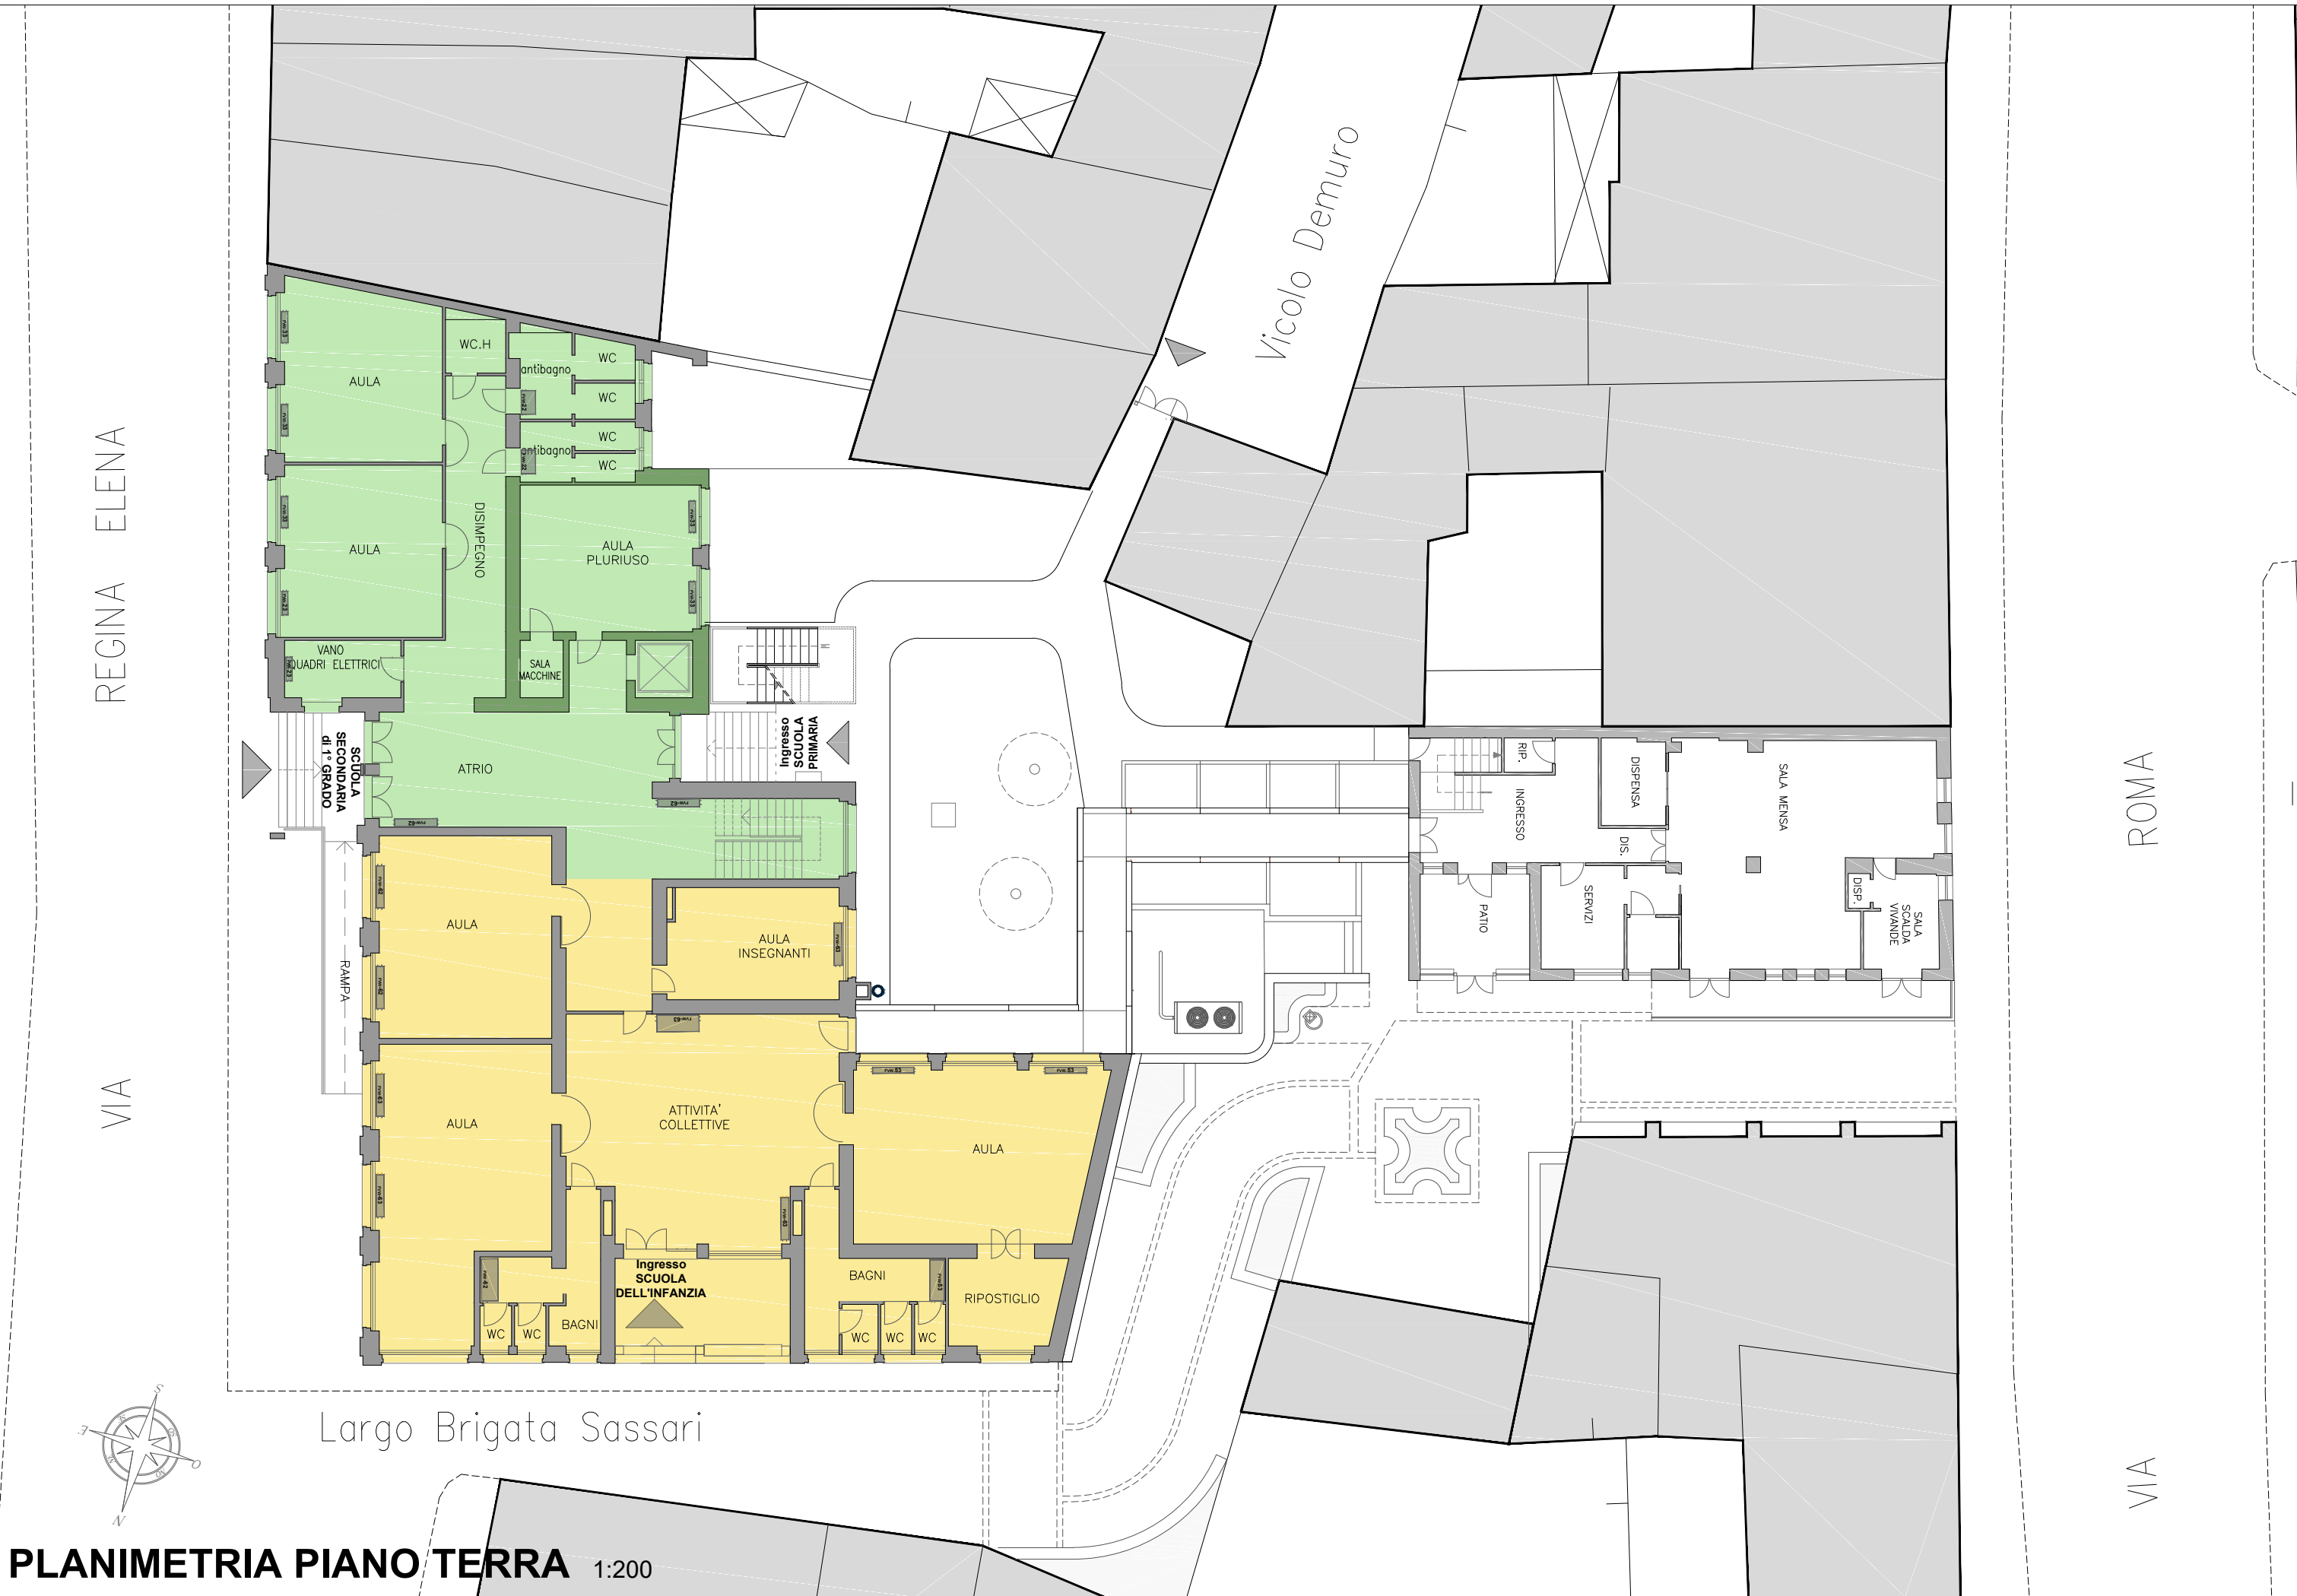 Vicolo Demuro
VIA REGINA ELENA
WC.H
WC
antibagno
WC
AULA
WC
antibagno
WC
DISIMPEGNO
AULA
AULA
PLURIUSO
VANO
QUADRI ELETTRICI
SALA
MACCHINE
SCUOLA
SECONDARIA
di 1° GRADO
ATRIO
Ingresso
SCUOLA
PRIMARIA
RIP.
DISPENSA
SALA MENSA
INGRESSO
DIS.
VIA ROMA
PATIO
SERVIZI
DISP.
SALA
SCALDA
VIVANDE
AULA
AULA
INSEGNANTI
RAMPA
AULA
ATTIVITA'
COLLETTIVE
AULA
Ingresso
SCUOLA
DELL'INFANZIA
BAGNI
RIPOSTIGLIO
BAGNI
WC
WC
WC
WC
WC
Largo Brigata Sassari
S
E
O
N
PLANIMETRIA PIANO TERRA 1:200